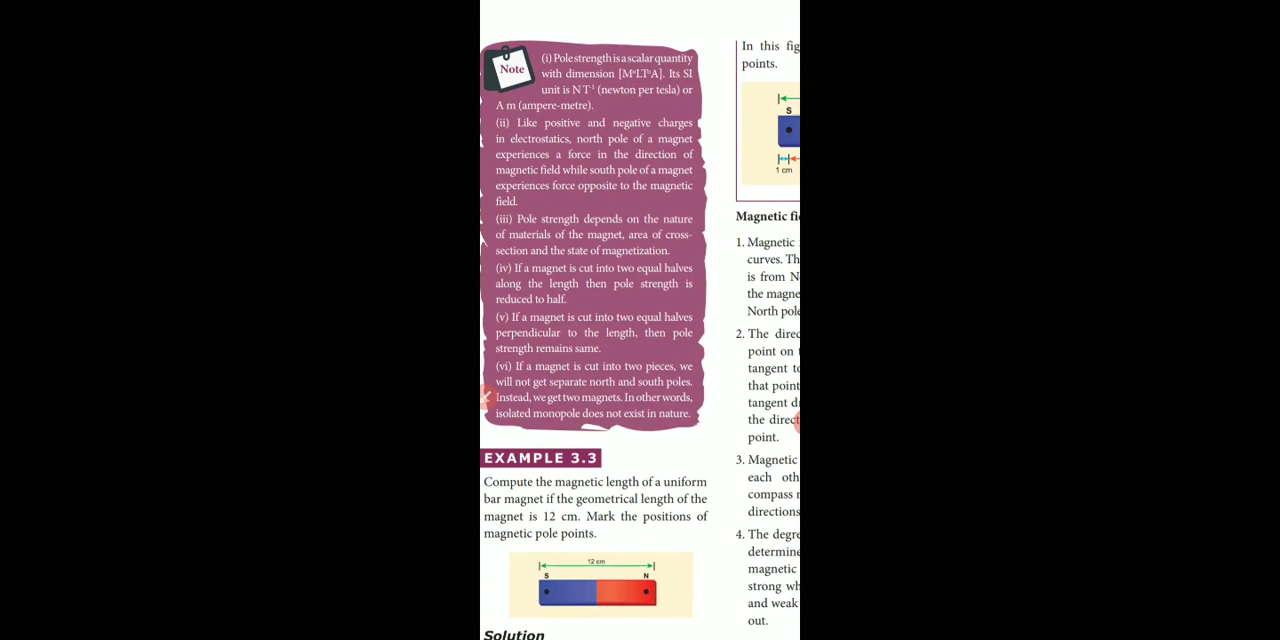 Note
(i) Pole strength is a scalar quantity
with dimension [M⁰LT⁰A]. Its SI
unit is N T⁻¹ (newton per tesla) or
A m (ampere-metre).
(ii) Like positive and negative charges
in electrostatics, north pole of a magnet
experiences a force in the direction of
magnetic field while south pole of a magnet
experiences force opposite to the magnetic
field.
(iii) Pole strength depends on the nature
of materials of the magnet, area of cross-
section and the state of magnetization.
(iv) If a magnet is cut into two equal halves
along the length then pole strength is
reduced to half.
(v) If a magnet is cut into two equal halves
perpendicular to the length, then pole
strength remains same.
(vi) If a magnet is cut into two pieces, we
will not get separate north and south poles.
Instead, we get two magnets. In other words,
isolated monopole does not exist in nature.
EXAMPLE 3.3
Compute the magnetic length of a uniform
bar magnet if the geometrical length of the
magnet is 12 cm. Mark the positions of
magnetic pole points.
12 cm
S N
Solution
In this fig
points.
S
1 cm
Magnetic fie
1. Magnetic
curves. Th
is from N
the magne
North pole
2. The direc
point on t
tangent to
that point
tangent dr
the direct
point.
3. Magnetic
each oth
compass n
directions
4. The degre
determine
magnetic
strong wh
and weak
out.